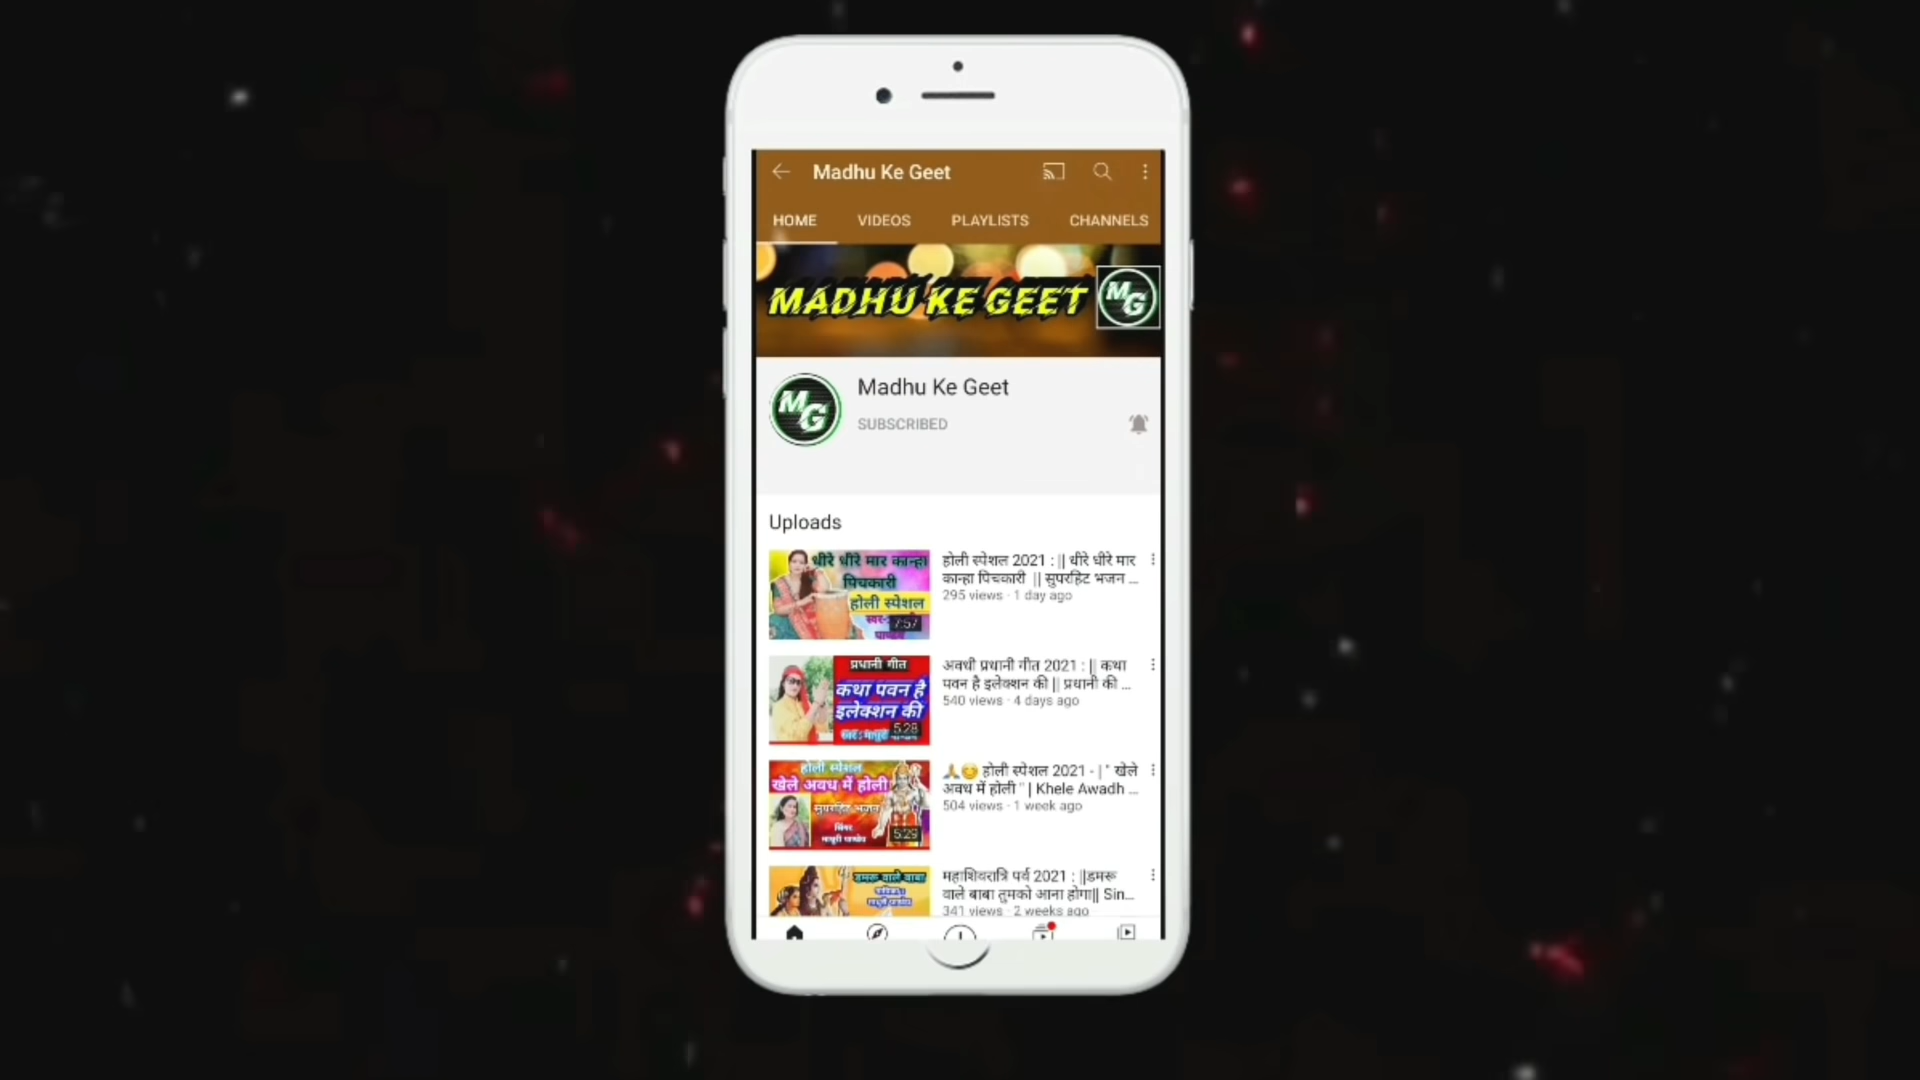 Madhu Ke Geet
HOME VIDEOS PLAYLISTS CHANNELS
MADHU KE GEET
MG
MG
Madhu Ke Geet
SUBSCRIBED
Uploads
धीरे धीरे मार कान्हा
पिचकारी
होली स्पेशल
स्वर:
7:57
होली स्पेशल 2021 : || धीरे धीरे मार
कान्हा पिचकारी || सुपरहिट भजन ...
295 views · 1 day ago
प्रधानी गीत
कथा पवन है
इलेक्शन की
5:28
अवधी प्रधानी गीत 2021 : || कथा
पवन है इलेक्शन की || प्रधानी की ...
540 views · 4 days ago
होली स्पेशल
खेले अवध में होली
सुपरहिट भजन
सिंगर
माधुरी पाण्डेय
5:29
🙏😊 होली स्पेशल 2021 - | " खेले
अवध में होली " | Khele Awadh ...
504 views · 1 week ago
डमरू वाले बाबा
महाशिवरात्रि पर्व 2021 : ||डमरू
वाले बाबा तुमको आना होगा|| Sin...
341 views · 2 weeks ago